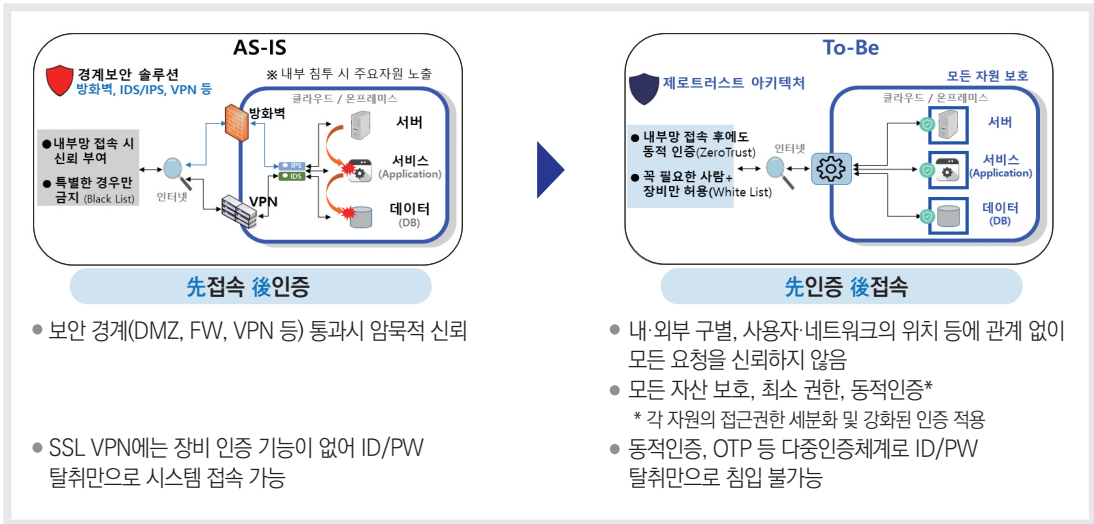 AS-IS
경계보안 솔루션
방화벽, IDS/IPS, VPN 등
※ 내부 침투 시 주요자원 노출
클라우드 / 온프레미스
방화벽
서버
●내부망 접속 시
신뢰 부여
● 특별한 경우만
금지 (Black List)
인터넷
IPS
IDS
서비스
(Application)
VPN
데이터
(DB)
先접속 後인증
● 보안 경계(DMZ, FW, VPN 등) 통과시 암묵적 신뢰
● SSL VPN에는 장비 인증 기능이 없어 ID/PW
탈취만으로 시스템 접속 가능
To-Be
제로트러스트 아키텍처
모든 자원 보호
클라우드 / 온프레미스
서버
● 내부망 접속 후에도
동적 인증(ZeroTrust)
● 꼭 필요한 사람+
장비만 허용(White List)
인터넷
서비스
(Application)
데이터
(DB)
先인증 後접속
● 내·외부 구별, 사용자·네트워크의 위치 등에 관계 없이
모든 요청을 신뢰하지 않음
● 모든 자산 보호, 최소 권한, 동적인증*
* 각 자원의 접근권한 세분화 및 강화된 인증 적용
● 동적인증, OTP 등 다중인증체계로 ID/PW
탈취만으로 침입 불가능